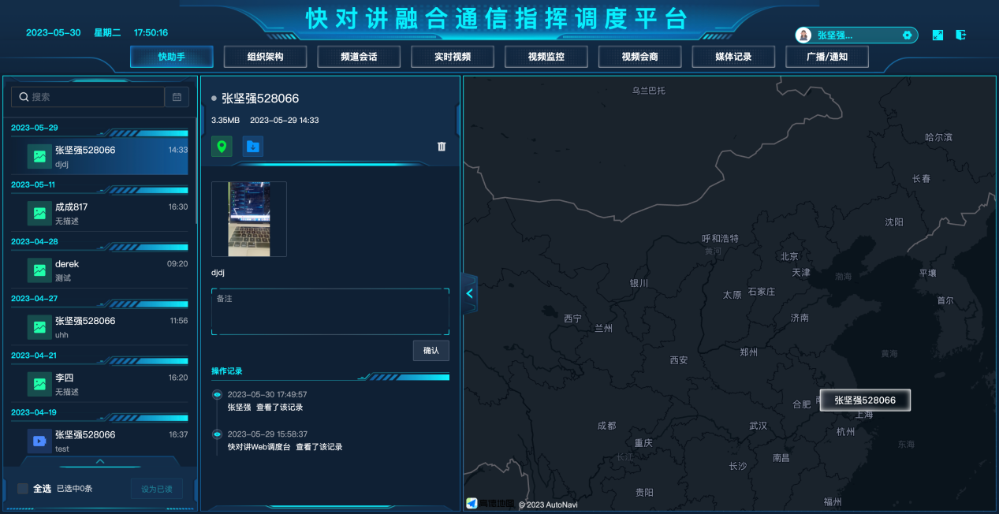 快对讲融合通信指挥调度平台
2023-05-30 星期二 17:50:16
张坚强...
快助手 组织架构 频道会话 实时视频 视频监控 视频会商 媒体记录 广播/通知
搜索
2023-05-29
张坚强528066 14:33
djdj
2023-05-11
成成817 16:30
无描述
2023-04-28
derek 09:20
测试
2023-04-27
张坚强528066 11:56
uhh
2023-04-21
李四 16:20
无描述
2023-04-19
张坚强528066 16:37
test
全选 已选中0条 设为已读
张坚强528066
3.35MB 2023-05-29 14:33
djdj
备注
确认
操作记录
2023-05-30 17:49:57
张坚强 查看了该记录
2023-05-29 15:58:37
快对讲Web调度台 查看了该记录
乌兰巴托
哈尔滨
长春
沈阳
呼和浩特
黄河
北京
天津
渤海
平壤
银川
太原
石家庄
首尔
西宁
兰州
济南
西安
郑州
黄海
张坚强528066
合肥
上海
成都
武汉
杭州
重庆
东海
长江
南昌
长沙
贵阳
福州
高德地图 © 2023 AutoNavi